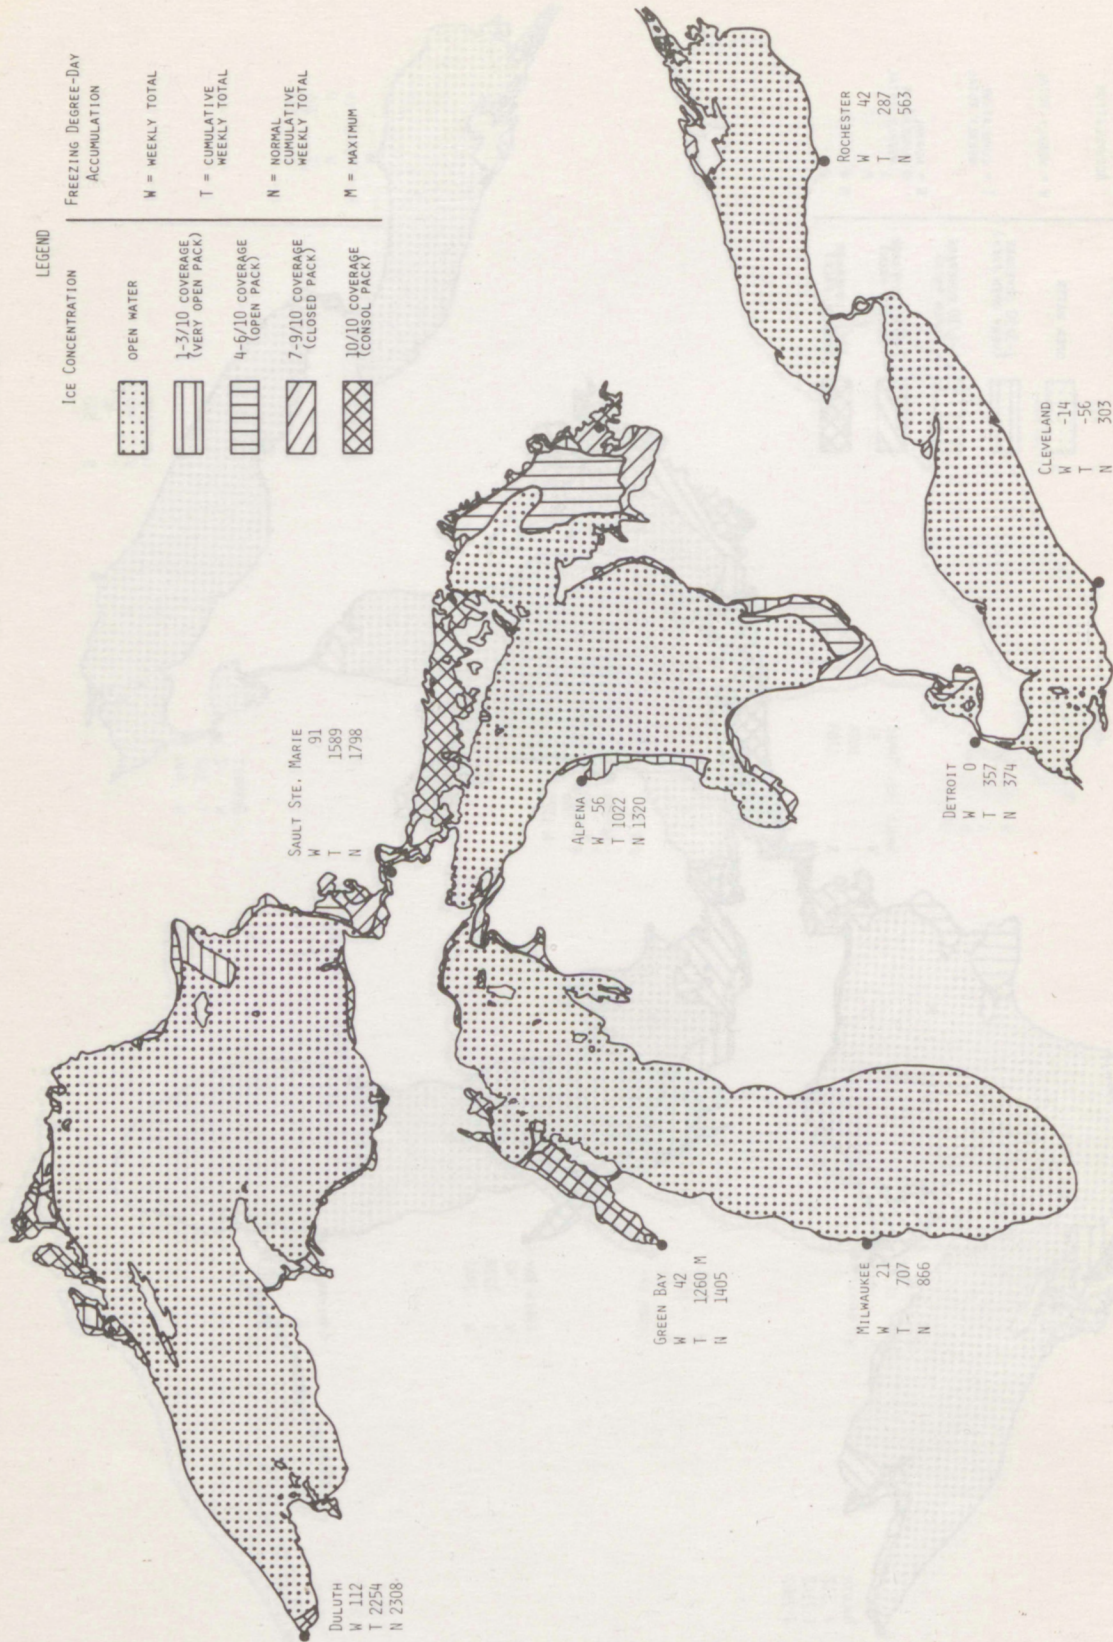 LEGEND
ICE CONCENTRATION
OPEN WATER
1-3/10 COVERAGE
(VERY OPEN PACK)
4-6/10 COVERAGE
(OPEN PACK)
7-9/10 COVERAGE
(CLOSED PACK)
10/10 COVERAGE
(CONSOL PACK)
FREEZING DEGREE-DAY
ACCUMULATION
W = WEEKLY TOTAL
T = CUMULATIVE
WEEKLY TOTAL
N = NORMAL
CUMULATIVE
WEEKLY TOTAL
M = MAXIMUM
DULUTH
W 112
T 2254
N 2308
SAULT STE. MARIE
W 91
T 1589
N 1798
GREEN BAY
W 42
T 1260 M
N 1405
MILWAUKEE
W 21
T 707
N 866
ALPENA
W 56
T 1022
N 1320
DETROIT
W 0
T 357
N 374
CLEVELAND
W -14
T -56
N 303
ROCHESTER
W 42
T 287
N 563